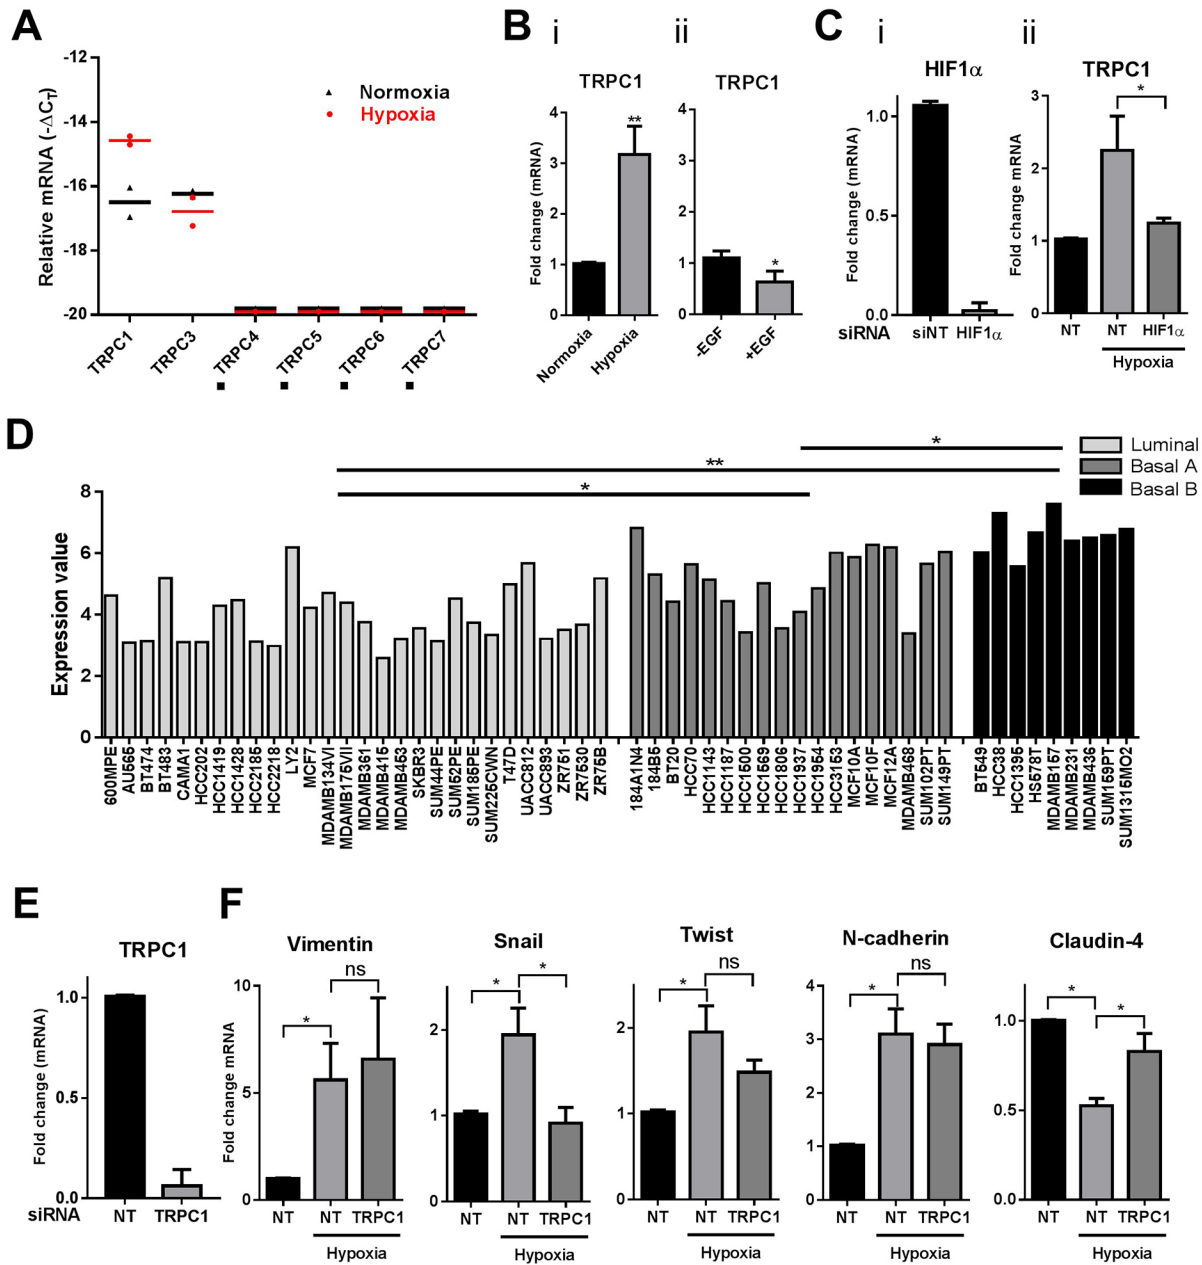 A
Relative mRNA (-ΔCT)
-12
-14
-16
-18
-20
Normoxia
Hypoxia
TRPC1
TRPC3
TRPC4
TRPC5
TRPC6
TRPC7
B
i
TRPC1
Fold change (mRNA)
4
3
2
1
0
**
Normoxia
Hypoxia
ii
TRPC1
4
3
2
1
0
*
-EGF
+EGF
C
i
HIF1α
Fold change (mRNA)
1.0
0.5
0.0
siRNA
siNT
HIF1α
ii
TRPC1
Fold change mRNA
3
2
1
0
*
NT
NT
HIF1α
Hypoxia
D
Luminal
Basal A
Basal B
*
**
*
Expression value
8
6
4
2
0
600MPE
AU565
BT474
BT483
CAMA1
HCC202
HCC1419
HCC1428
HCC2185
HCC2218
LY2
MCF7
MDAMB134VI
MDAMB175VII
MDAMB361
MDAMB415
MDAMB453
SKBR3
SUM44PE
SUM52PE
SUM185PE
SUM225CWN
T47D
UACC812
UACC893
ZR751
ZR7530
ZR75B
184A1N4
184B5
BT20
HCC70
HCC1143
HCC1187
HCC1500
HCC1569
HCC1806
HCC1937
HCC1954
HCC3153
MCF10A
MCF10F
MCF12A
MDAMB468
SUM102PT
SUM149PT
BT549
HCC38
HCC1395
HS578T
MDAMB157
MDAMB231
MDAMB436
SUM159PT
SUM1315MO2
E
TRPC1
Fold change (mRNA)
1.0
0.5
0.0
siRNA
NT
TRPC1
F
Vimentin
Fold change mRNA
10
5
0
*
ns
NT
NT
TRPC1
Hypoxia
Snail
2
1
0
*
*
NT
NT
TRPC1
Hypoxia
Twist
2
1
0
*
ns
NT
NT
TRPC1
Hypoxia
N-cadherin
4
3
2
1
0
*
ns
NT
NT
TRPC1
Hypoxia
Claudin-4
1.0
0.5
0.0
*
*
NT
NT
TRPC1
Hypoxia